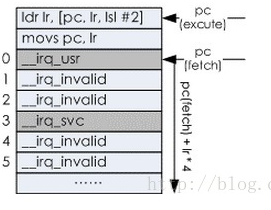 ldr lr, [pc, lr, lsl #2]
pc
(excute)
movs pc, lr
0 __irq_usr
pc
(fetch)
1 __irq_invalid
2 __irq_invalid
3 __irq_svc
4 __irq_invalid
5 __irq_invalid
......
pc(fetch) + lr * 4
http://blog.c